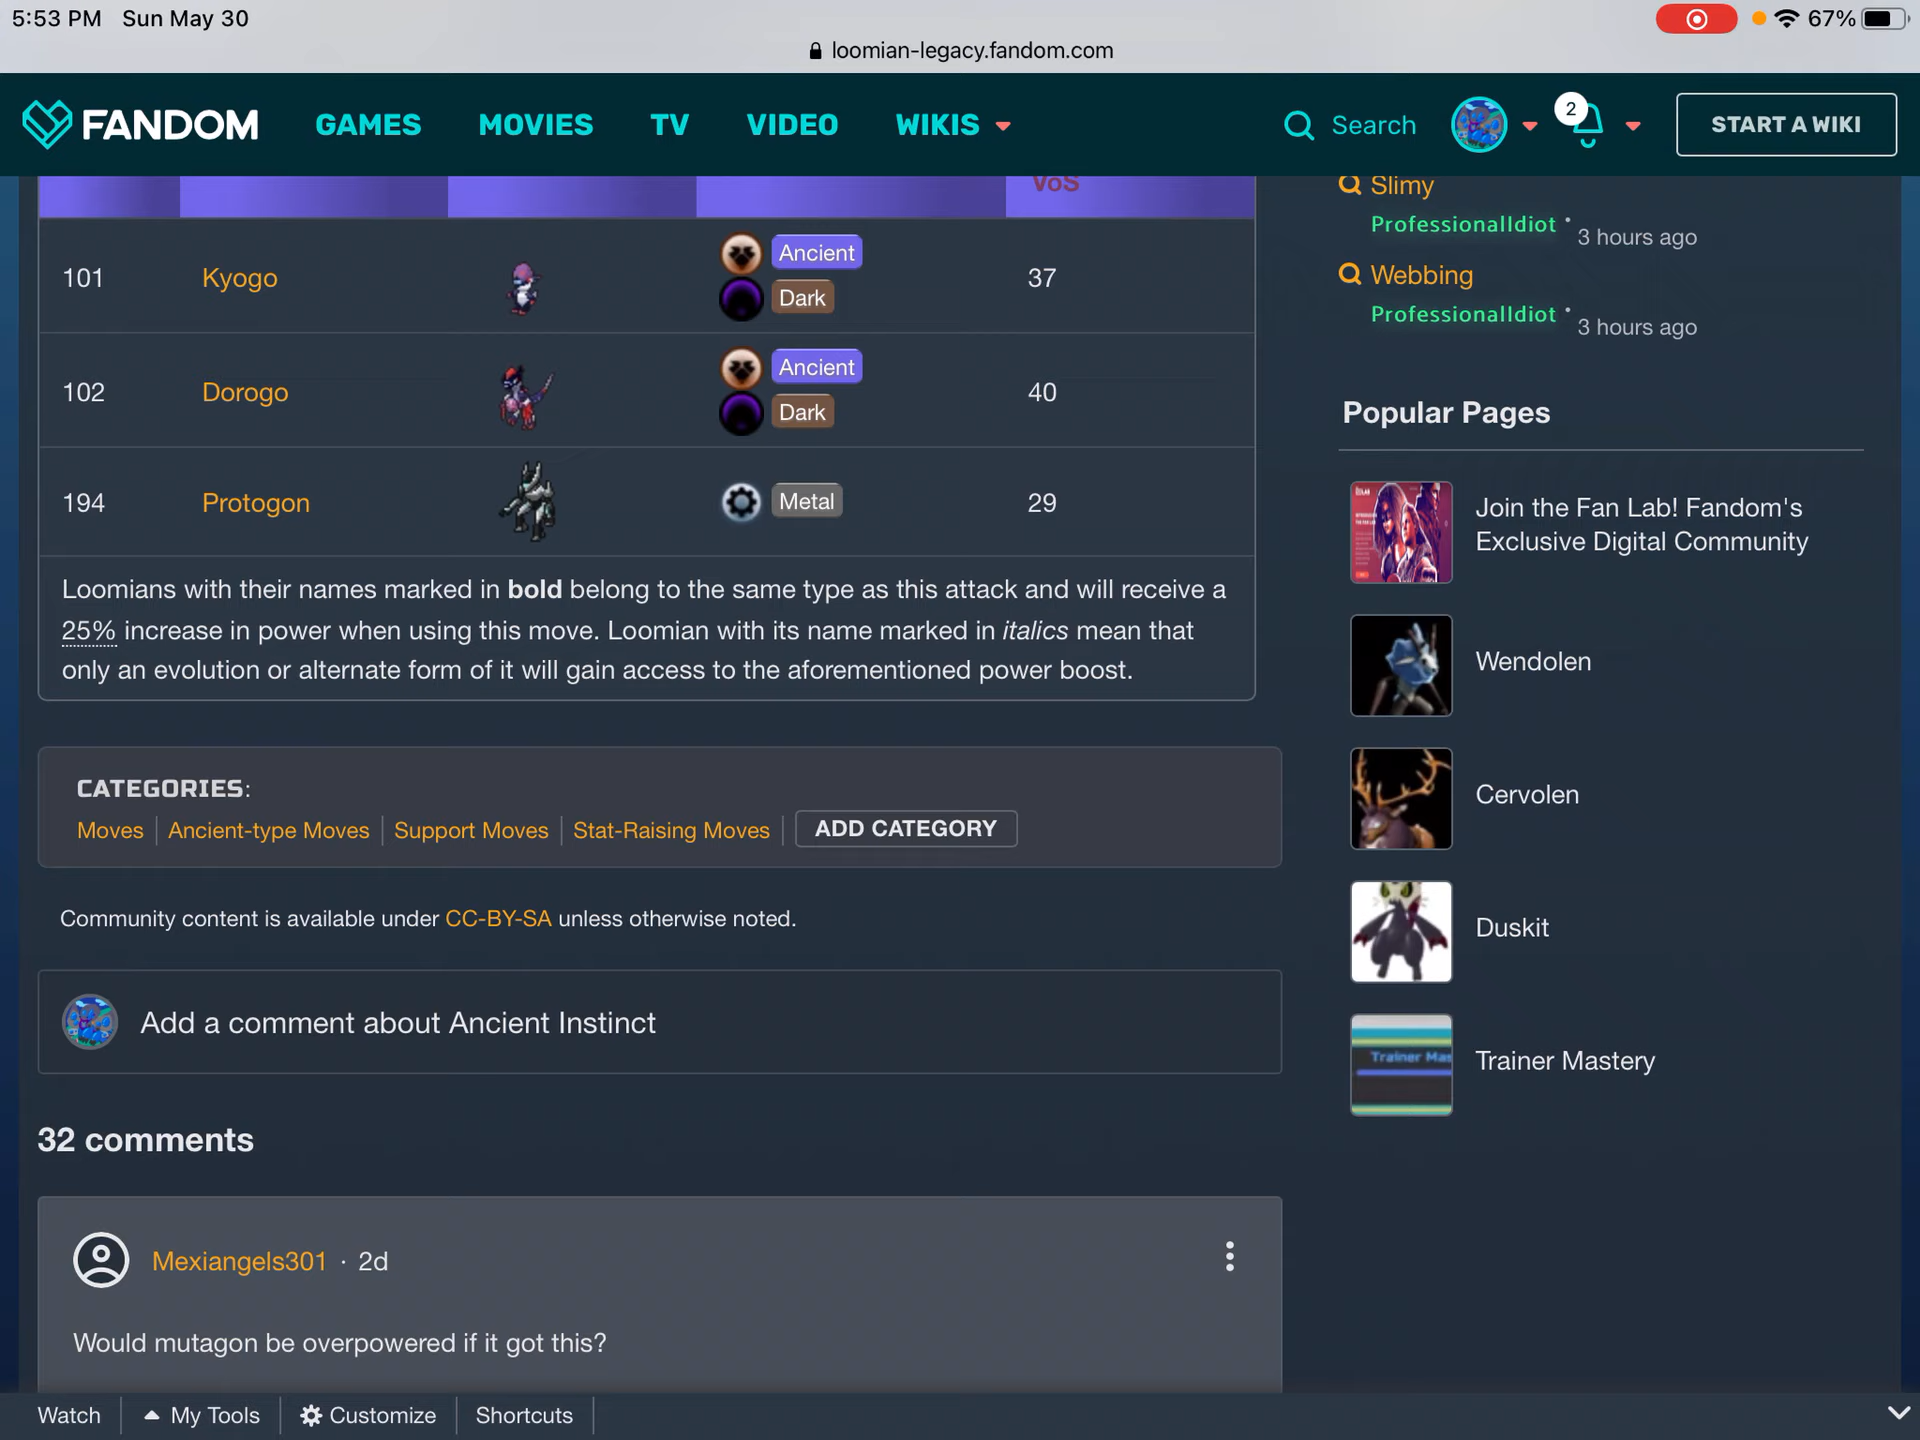 5:53 PM Sun May 30
67%
loomian-legacy.fandom.com
FANDOM
GAMES
MOVIES
TV
VIDEO
WIKIS
Search
2
START A WIKI
VoS
101 Kyogo Ancient Dark 37
102 Dorogo Ancient Dark 40
194 Protogon Metal 29
Loomians with their names marked in bold belong to the same type as this attack and will receive a
25% increase in power when using this move. Loomian with its name marked in italics mean that
only an evolution or alternate form of it will gain access to the aforementioned power boost.
CATEGORIES:
Moves Ancient-type Moves Support Moves Stat-Raising Moves ADD CATEGORY
Community content is available under CC-BY-SA unless otherwise noted.
Add a comment about Ancient Instinct
32 comments
Mexiangels301 · 2d
Would mutagon be overpowered if it got this?
Slimy
ProfessionalIdiot • 3 hours ago
Webbing
ProfessionalIdiot • 3 hours ago
Popular Pages
Join the Fan Lab! Fandom's
Exclusive Digital Community
Wendolen
Cervolen
Duskit
Trainer Mas
Trainer Mastery
Watch My Tools Customize Shortcuts